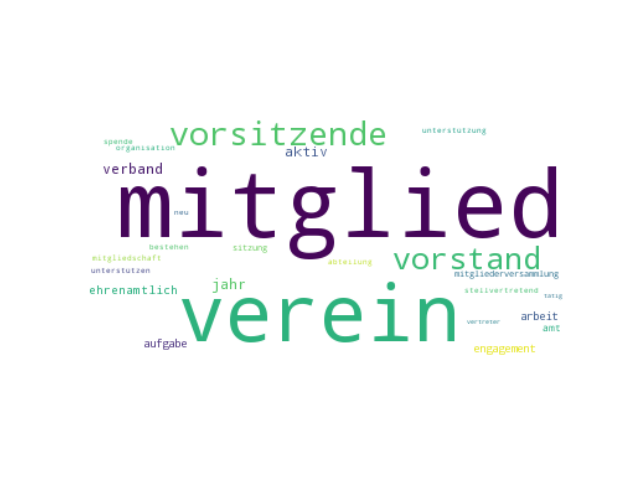 vorsitzende
unterstutzung
spende
organisation
aktiv
verband
mitglied
neu
bestehen
sitzung
vorstand
mitgliedschaft
abteilung
unterstutzen
mitgliederversammlung
ehrenamtlich
jahr
verein
stellvertretend
tatig
arbeit
vertreter
amt
aufgabe
engagement